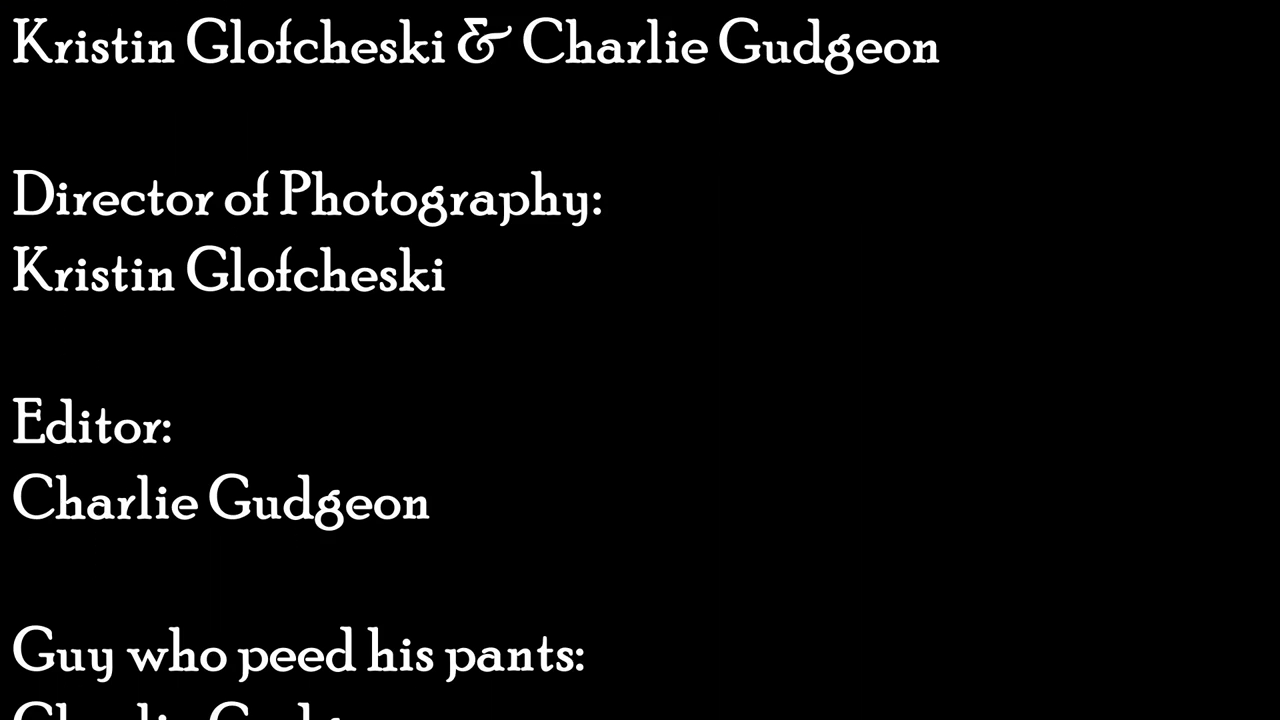 Kristin Glofcheski & Charlie Gudgeon
Director of Photography:
Kristin Glofcheski
Editor:
Charlie Gudgeon
Guy who peed his pants: